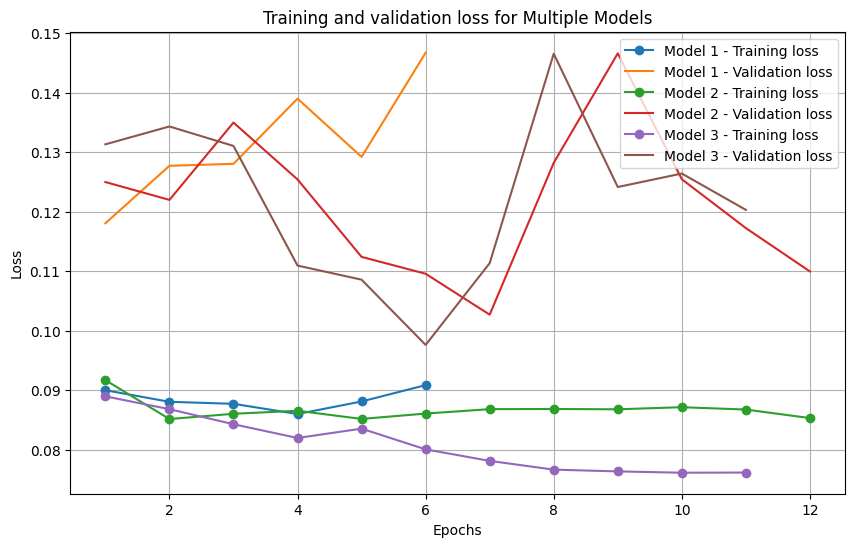 Training and validation loss for Multiple Models
Loss
0.15
0.14
0.13
0.12
0.11
0.10
0.09
0.08
Model 1 - Training loss
Model 1 - Validation loss
Model 2 - Training loss
Model 2 - Validation loss
Model 3 - Training loss
Model 3 - Validation loss
2 4 6 8 10 12
Epochs